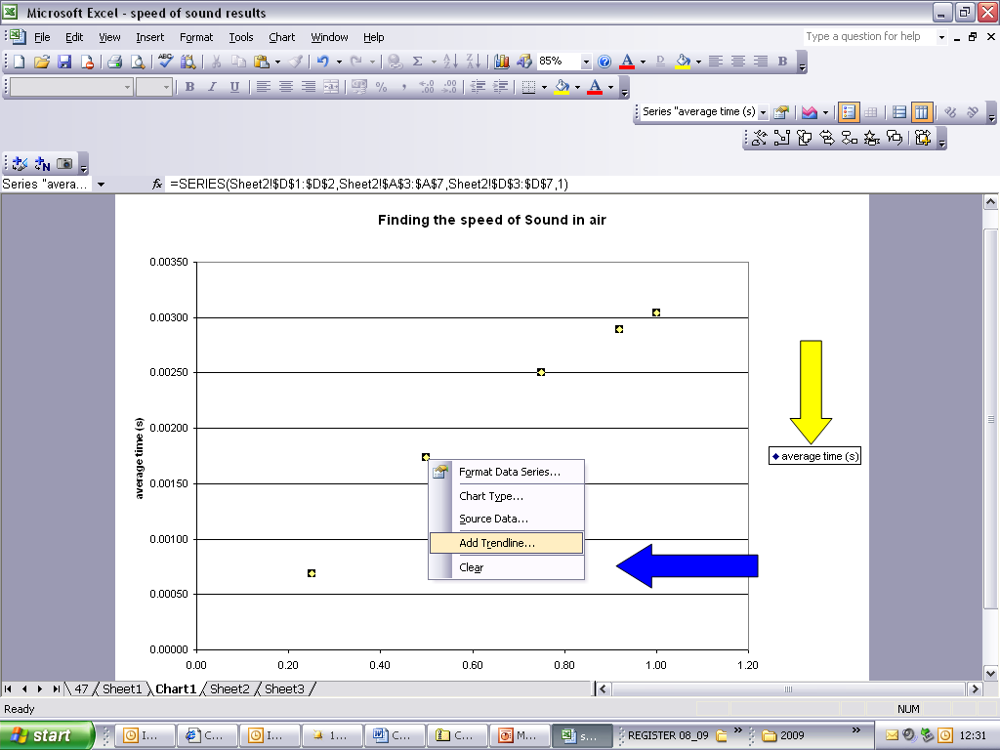 Microsoft Excel - speed of sound results
File Edit View Insert Format Tools Chart Window Help
Type a question for help
85%
Series "average time (s)
Series "avera...
fx =SERIES(Sheet2!$D$1:$D$2,Sheet2!$A$3:$A$7,Sheet2!$D$3:$D$7,1)
Finding the speed of Sound in air
0.00350
0.00300
0.00250
0.00200
0.00150
0.00100
0.00050
0.00000
average time (s)
0.00 0.20 0.40 0.60 0.80 1.00 1.20
average time (s)
Format Data Series...
Chart Type...
Source Data...
Add Trendline...
Clear
47 Sheet1 Chart1 Sheet2 Sheet3
Ready NUM
start I... C... I... 1... C... C... M... s... REGISTER 08_09 2009 12:31